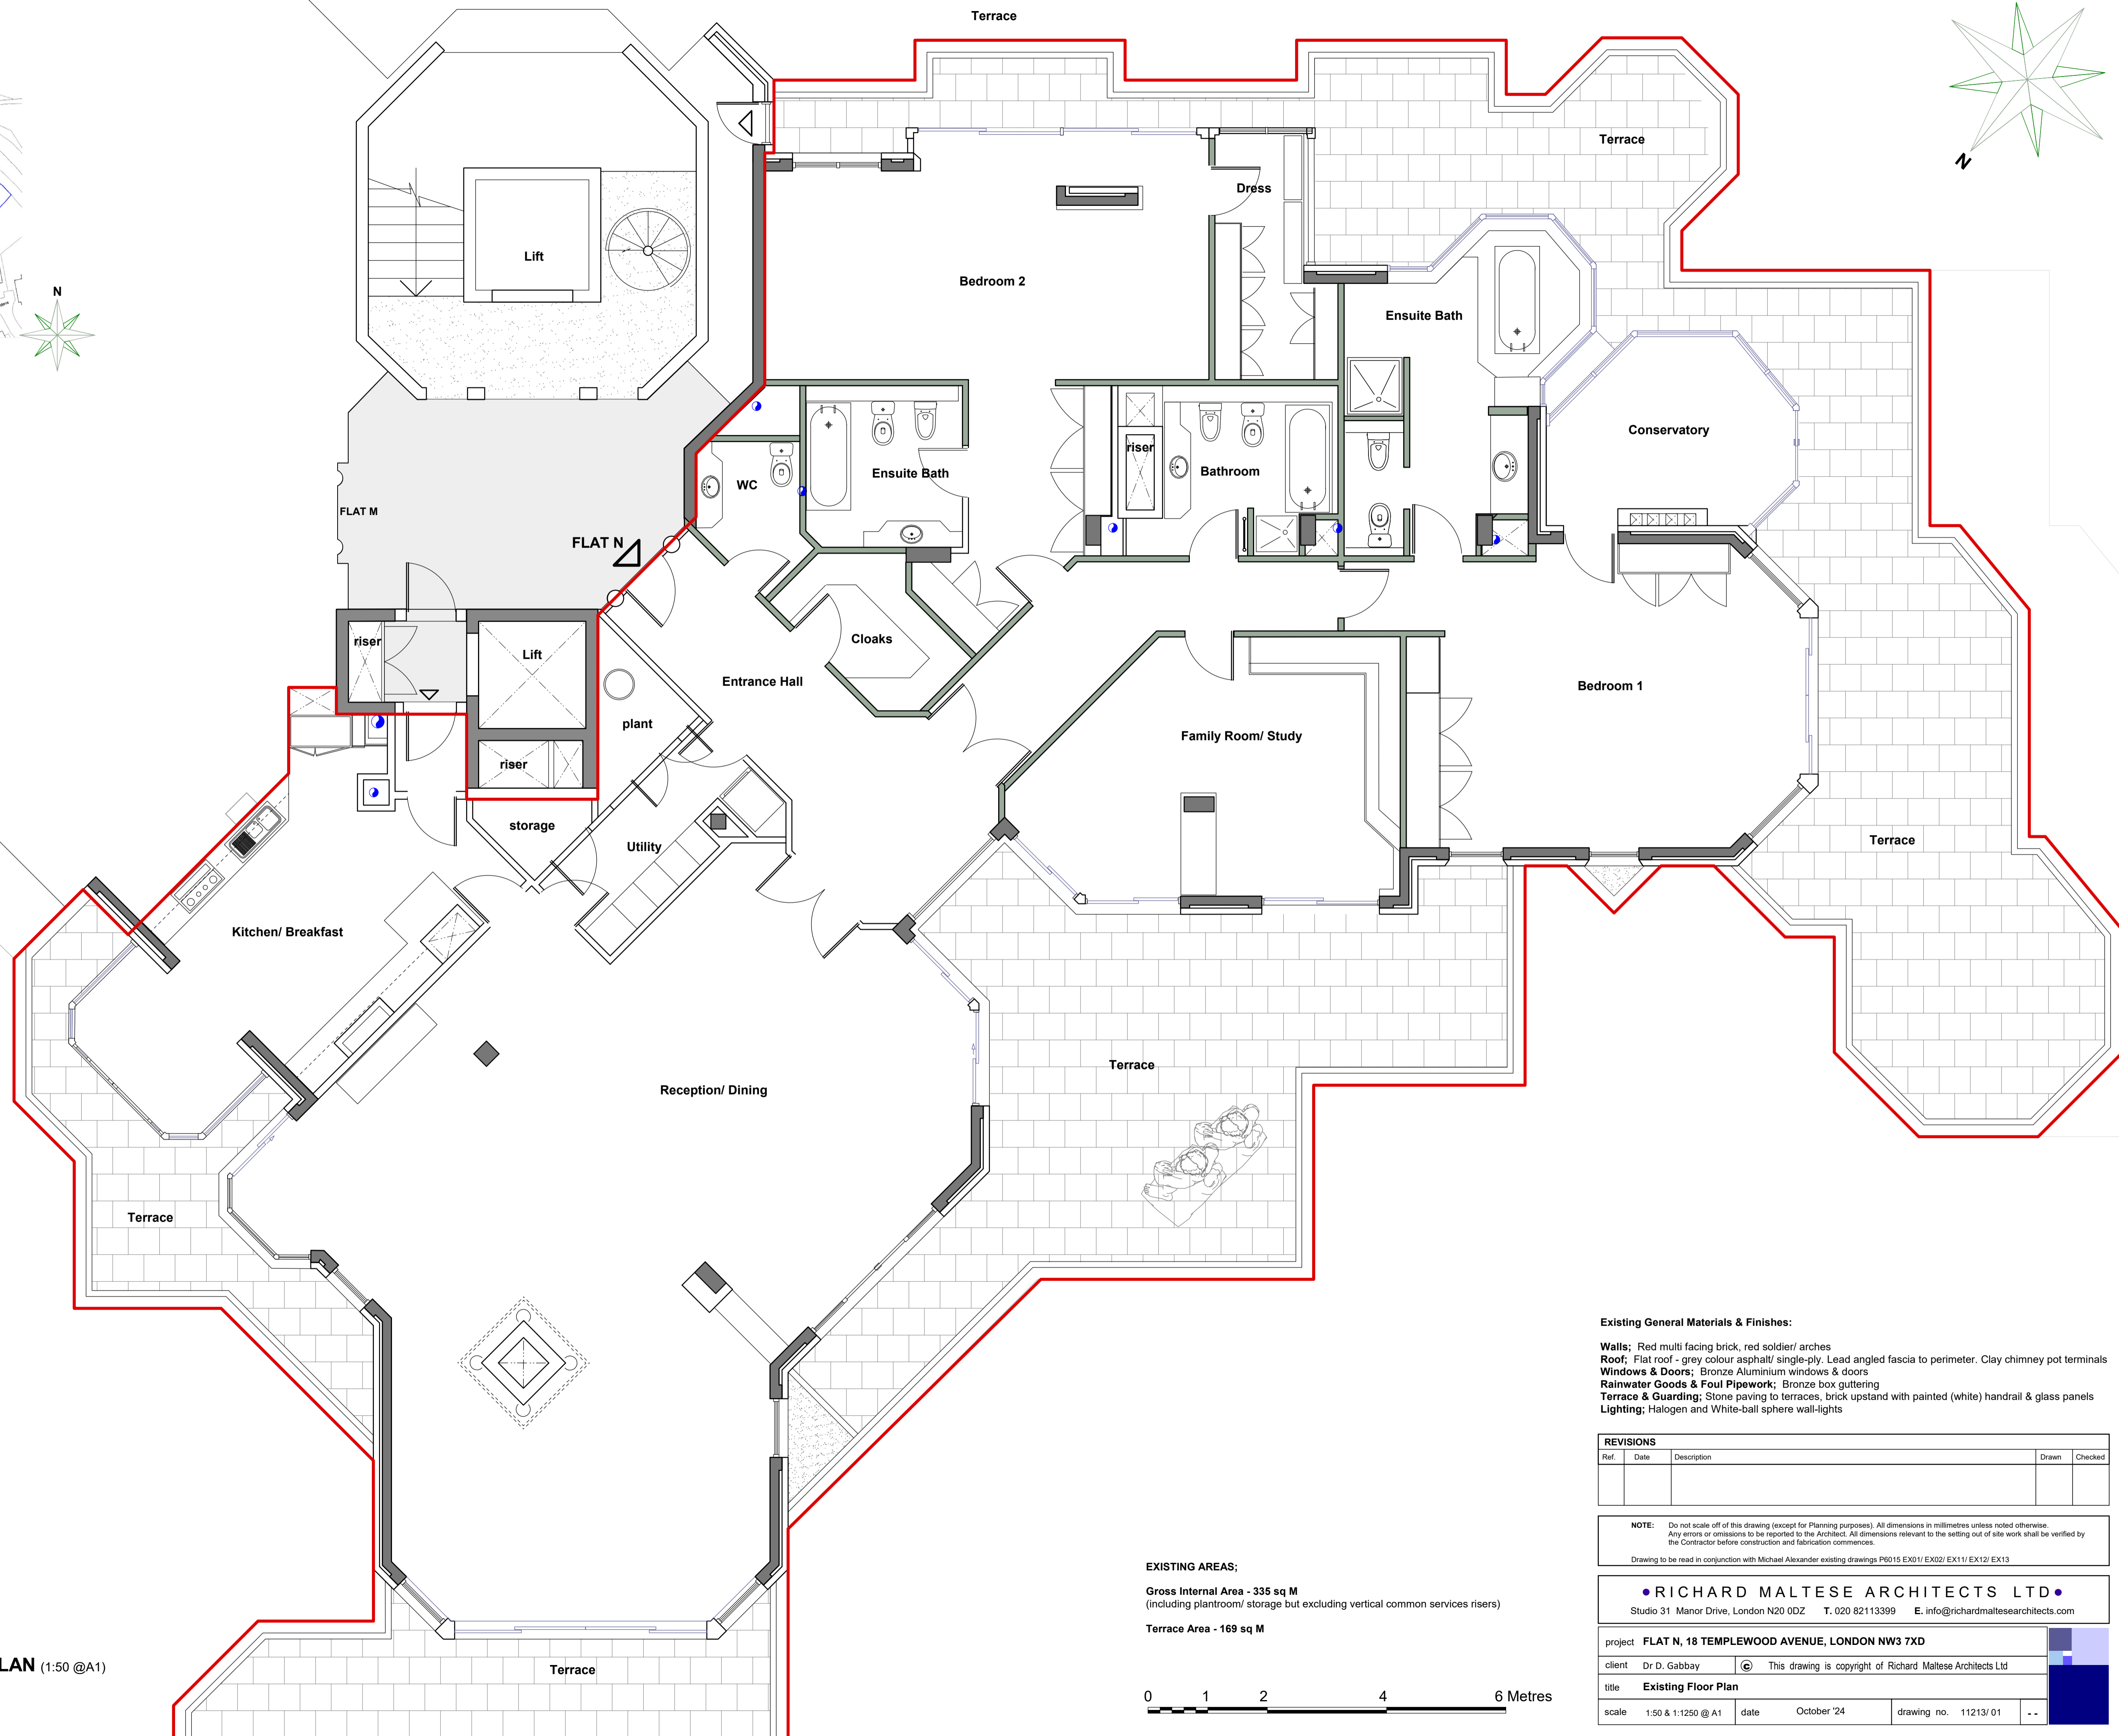 Terrace
Terrace
N
N
Lift
Dress
Bedroom 2
Ensuite Bath
Conservatory
riser
Bathroom
Ensuite Bath
WC
FLAT M
FLAT N
riser
Lift
Cloaks
Entrance Hall
Bedroom 1
plant
Family Room/ Study
riser
storage
Utility
Terrace
Kitchen/ Breakfast
Terrace
Reception/ Dining
Terrace
Terrace
LAN (1:50 @A1)
EXISTING AREAS;
Gross Internal Area - 335 sq M
(including plantroom/ storage but excluding vertical common services risers)
Terrace Area - 169 sq M
0 1 2 4 6 Metres
Existing General Materials & Finishes:
Walls; Red multi facing brick, red soldier/ arches
Roof; Flat roof - grey colour asphalt/ single-ply. Lead angled fascia to perimeter. Clay chimney pot terminals
Windows & Doors; Bronze Aluminium windows & doors
Rainwater Goods & Foul Pipework; Bronze box guttering
Terrace & Guarding; Stone paving to terraces, brick upstand with painted (white) handrail & glass panels
Lighting; Halogen and White-ball sphere wall-lights
REVISIONS
Ref. Date Description Drawn Checked
NOTE: Do not scale off of this drawing (except for Planning purposes). All dimensions in millimetres unless noted otherwise.
Any errors or omissions to be reported to the Architect. All dimensions relevant to the setting out of site work shall be verified by
the Contractor before construction and fabrication commences.
Drawing to be read in conjunction with Michael Alexander existing drawings P6015 EX01/ EX02/ EX11/ EX12/ EX13
RICHARD MALTESE ARCHITECTS LTD
Studio 31 Manor Drive, London N20 0DZ T. 020 82113399 E. info@richardmaltesearchitects.com
project FLAT N, 18 TEMPLEWOOD AVENUE, LONDON NW3 7XD
client Dr D. Gabbay © This drawing is copyright of Richard Maltese Architects Ltd
title Existing Floor Plan
scale 1:50 & 1:1250 @ A1 date October '24 drawing no. 11213/ 01 - -